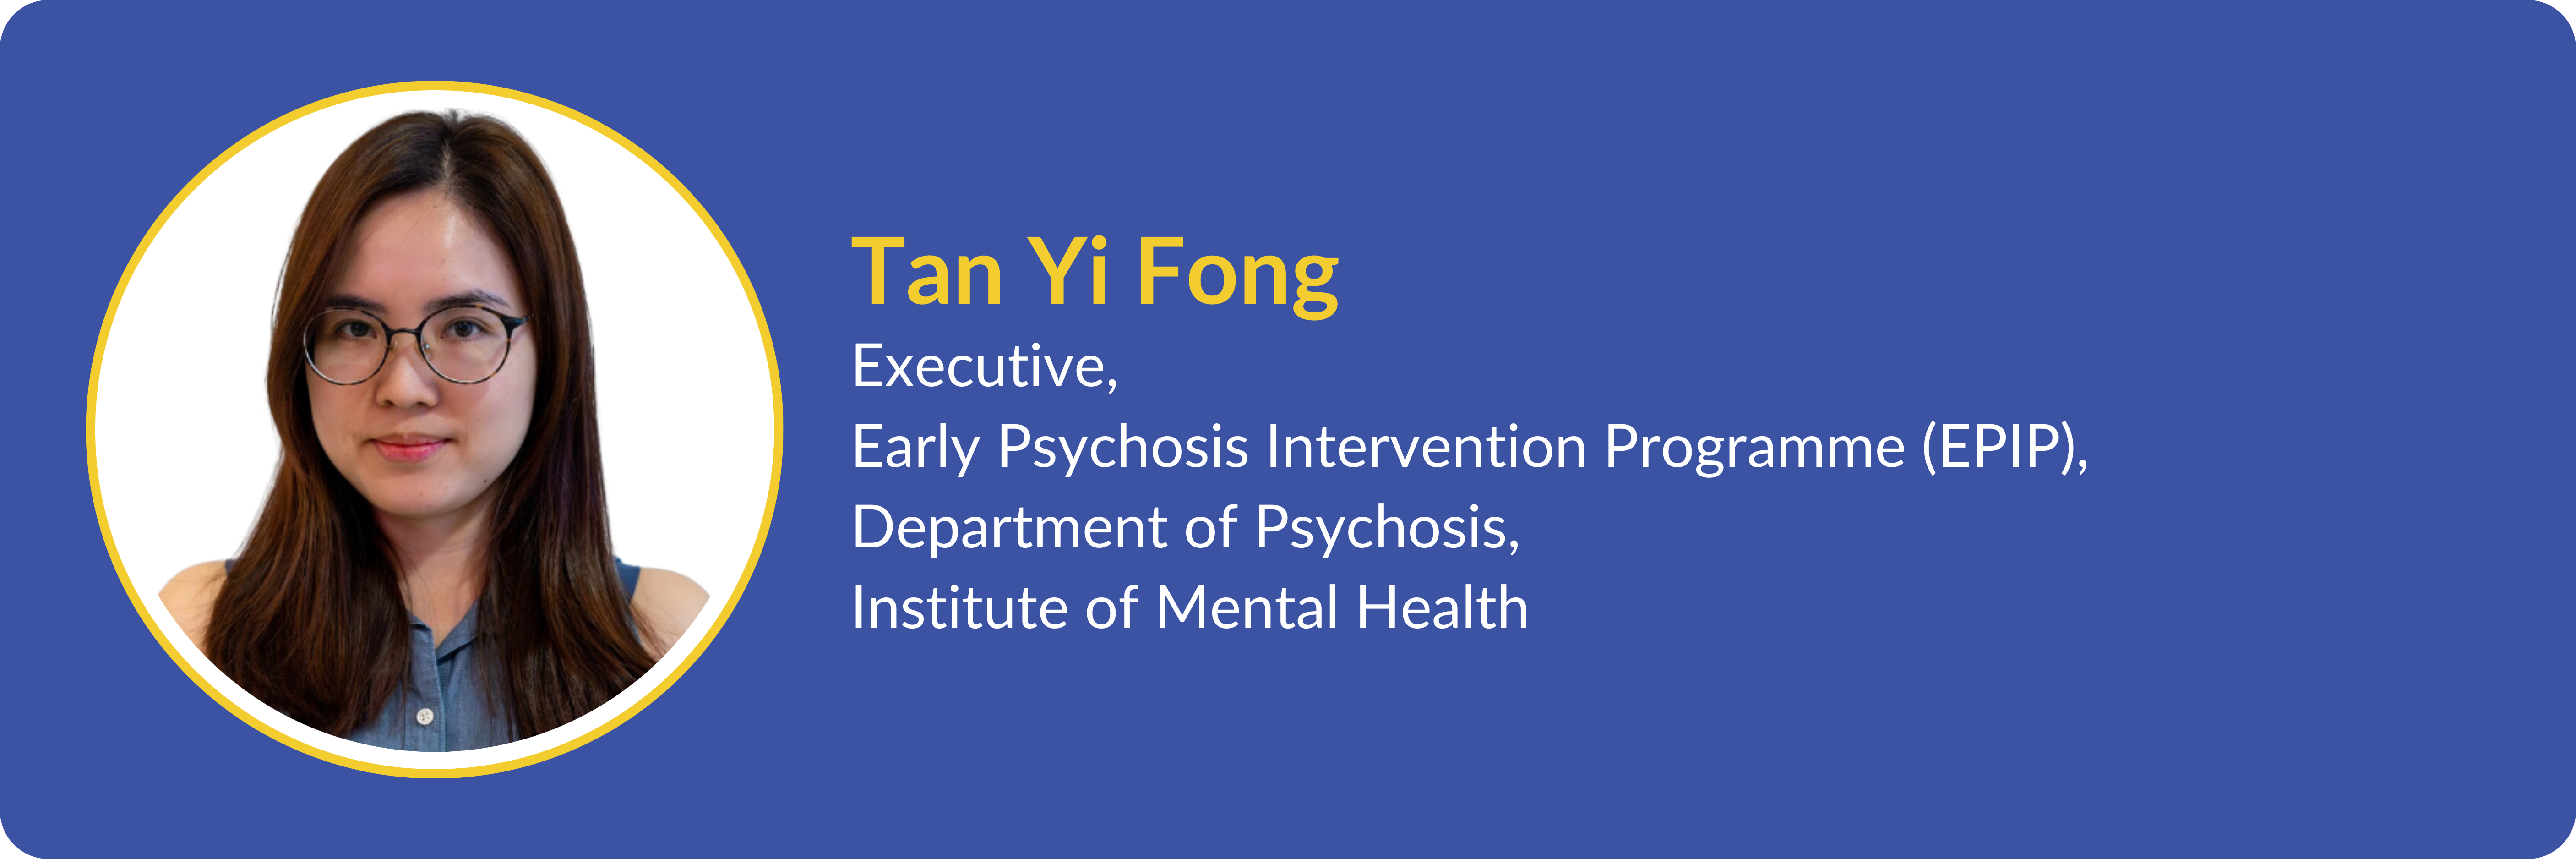 Tan Yi Fong
Executive,
Early Psychosis Intervention Programme (EPIP),
Department of Psychosis,
Institute of Mental Health